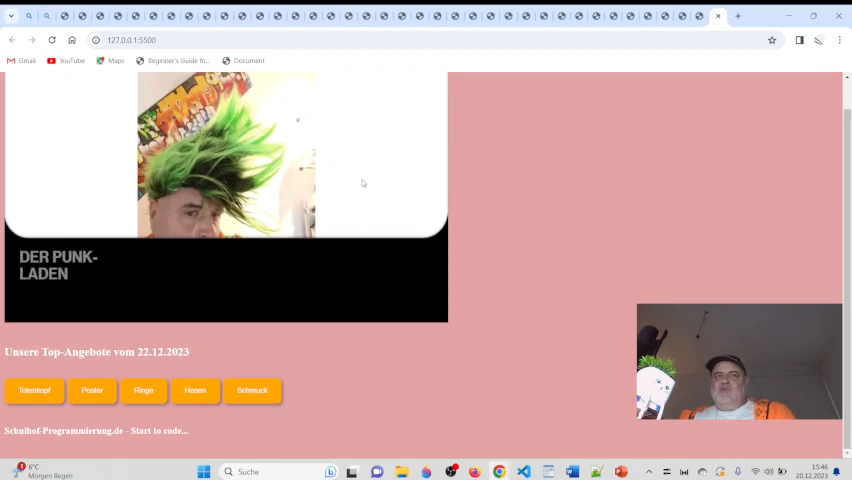 127.0.0.1:5500
Gmail
YouTube
Maps
Beginner's Guide fo...
Document
DER PUNK-
LADEN
Unsere Top-Angebote vom 22.12.2023
Totenkopf
Poster
Ringe
Hosen
Schmuck
Schulhof-Programmierung.de - Start to code...
1
6°C
Morgen Regen
Suche
15:46
20.12.2023